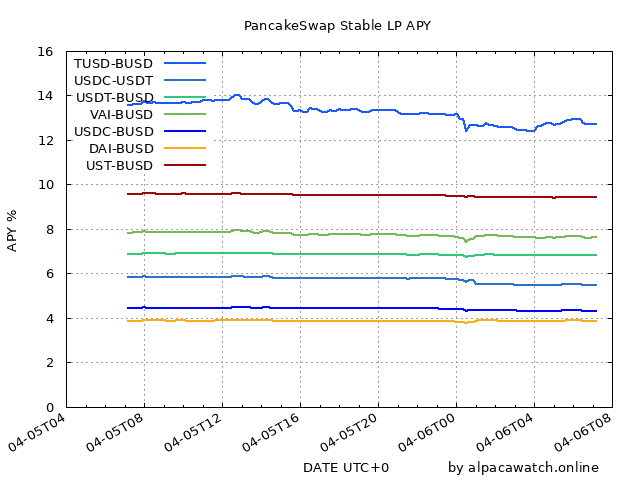 PancakeSwap Stable LP APY
16
14
12
10
8
6
4
2
0
APY %
TUSD-BUSD
USDC-USDT
USDT-BUSD
VAI-BUSD
USDC-BUSD
DAI-BUSD
UST-BUSD
04-05T04
04-05T08
04-05T12
04-05T16
04-05T20
04-06T00
04-06T04
04-06T08
DATE UTC+0
by alpacawatch.online